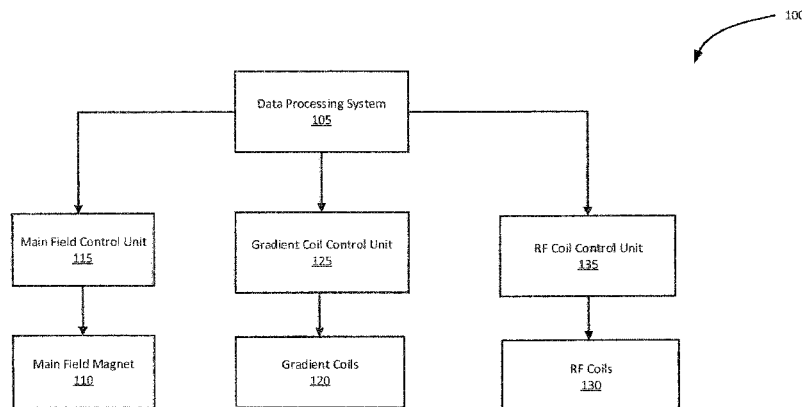 100
Data Processing System
105
Main Field Control Unit
115
Gradient Coil Control Unit
125
RF Coil Control Unit
135
Main Field Magnet
110
Gradient Coils
120
RF Coils
130